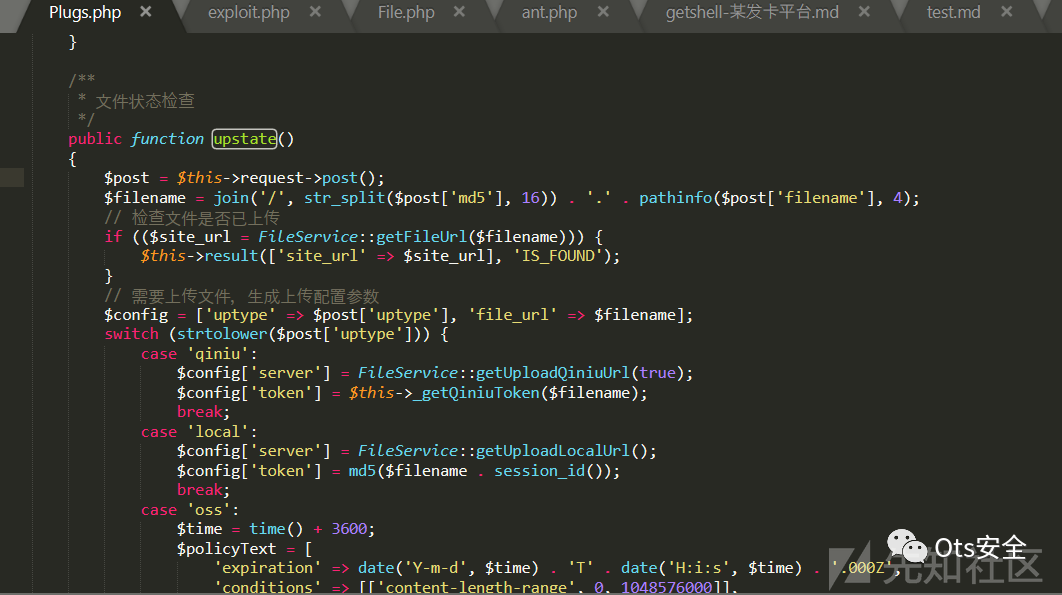 Plugs.php × exploit.php × File.php × ant.php × getshell-某发卡平台.md × test.md ×
}
/**
* 文件状态检查
*/
public function upstate()
{
$post = $this->request->post();
$filename = join('/', str_split($post['md5'], 16)) . '.' . pathinfo($post['filename'], 4);
// 检查文件是否已上传
if (($site_url = FileService::getFileUrl($filename))) {
$this->result(['site_url' => $site_url], 'IS_FOUND');
}
// 需要上传文件，生成上传配置参数
$config = ['uptype' => $post['uptype'], 'file_url' => $filename];
switch (strtolower($post['uptype'])) {
case 'qiniu':
$config['server'] = FileService::getUploadQiniuUrl(true);
$config['token'] = $this->_getQiniuToken($filename);
break;
case 'local':
$config['server'] = FileService::getUploadLocalUrl();
$config['token'] = md5($filename . session_id());
break;
case 'oss':
$time = time() + 3600;
$policyText = [
'expiration' => date('Y-m-d', $time) . 'T' . date('H:i:s', $time) . '.000Z',
'conditions' => [['content-length-range', 0, 1048576000]],
Ots安全
先知社区